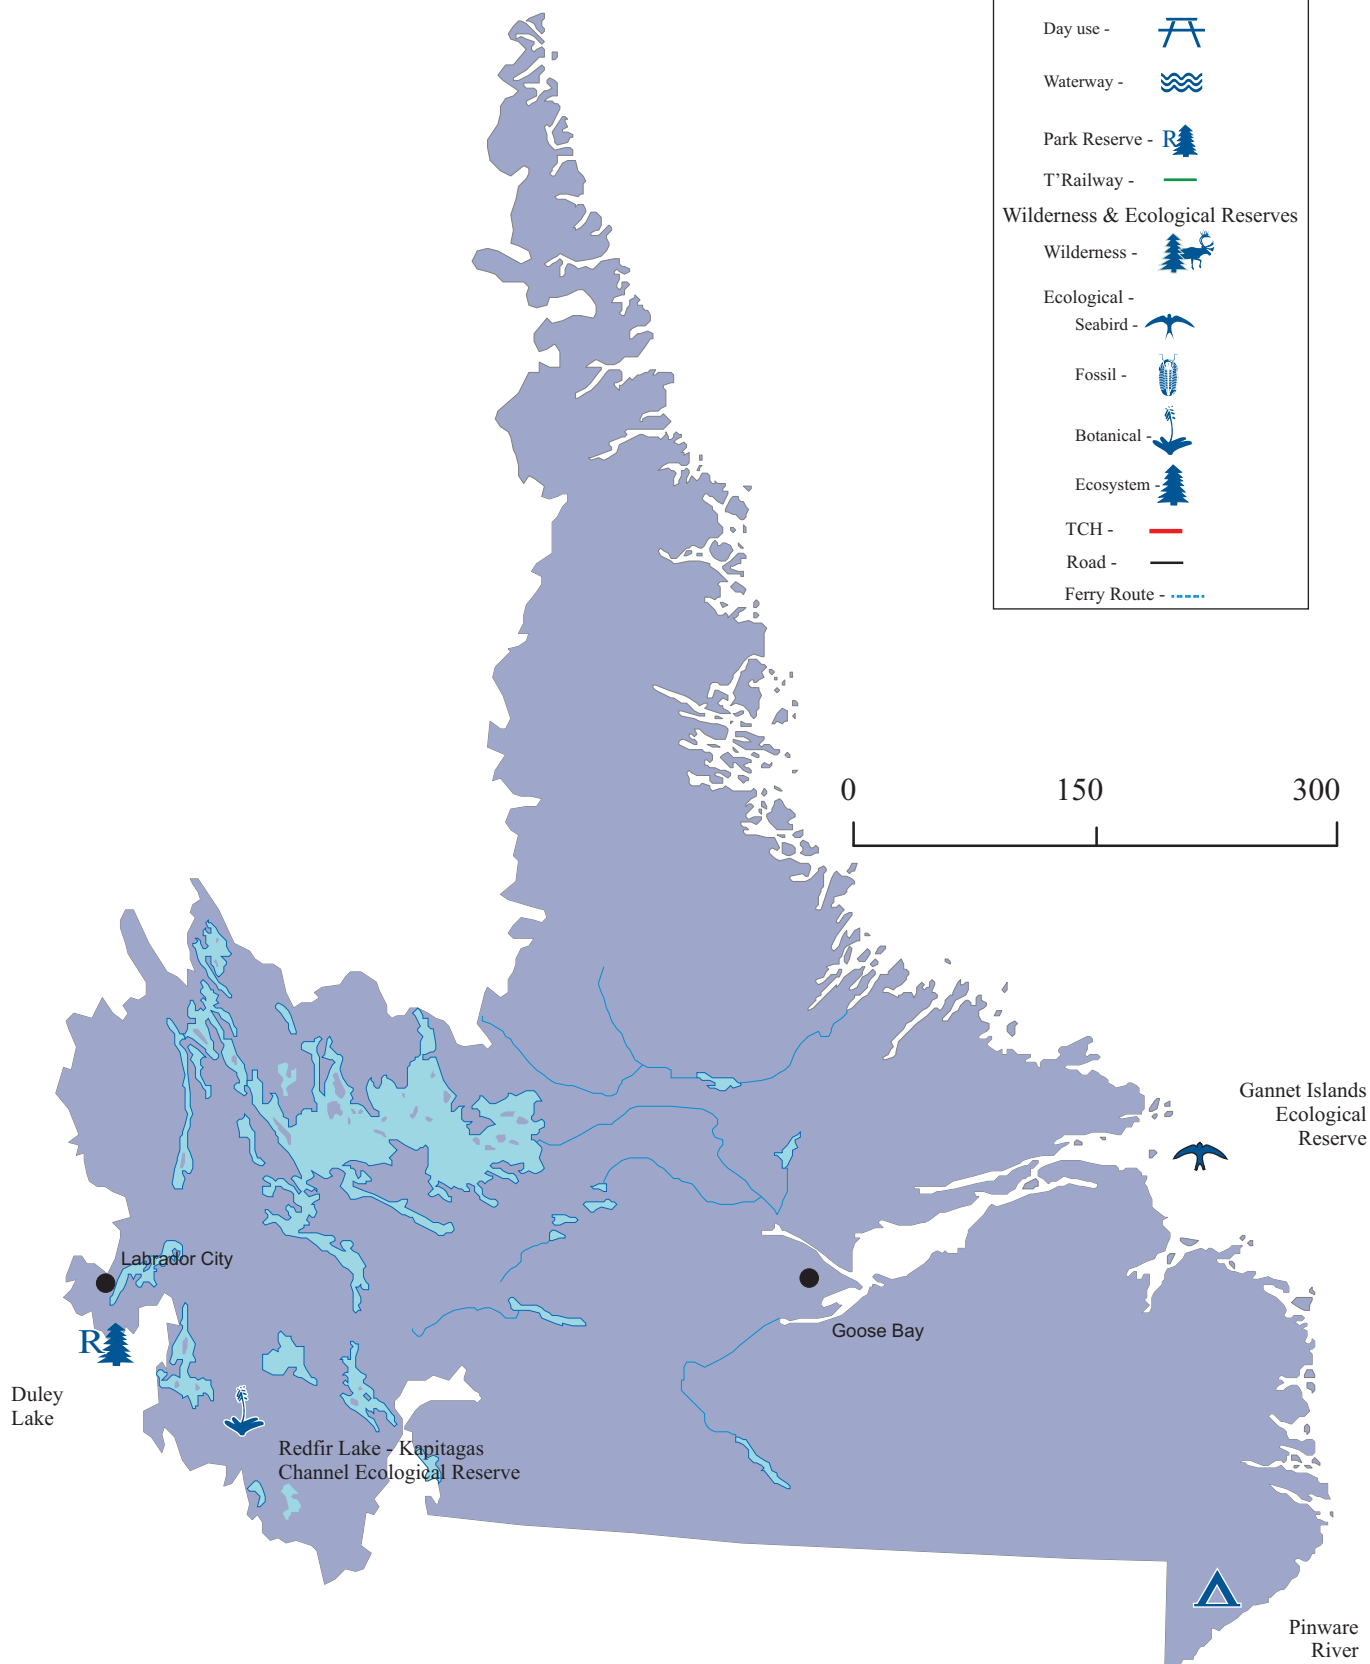 Day use -
Waterway -
Park Reserve - R
T’Railway -
Wilderness & Ecological Reserves
Wilderness -
Ecological -
Seabird -
Fossil -
Botanical -
Ecosystem -
TCH -
Road -
Ferry Route -
0 150 300
Gannet Islands
Ecological
Reserve
Labrador City
Goose Bay
R
Duley
Lake
Redfir Lake - Kapitagas
Channel Ecological Reserve
Pinware
River